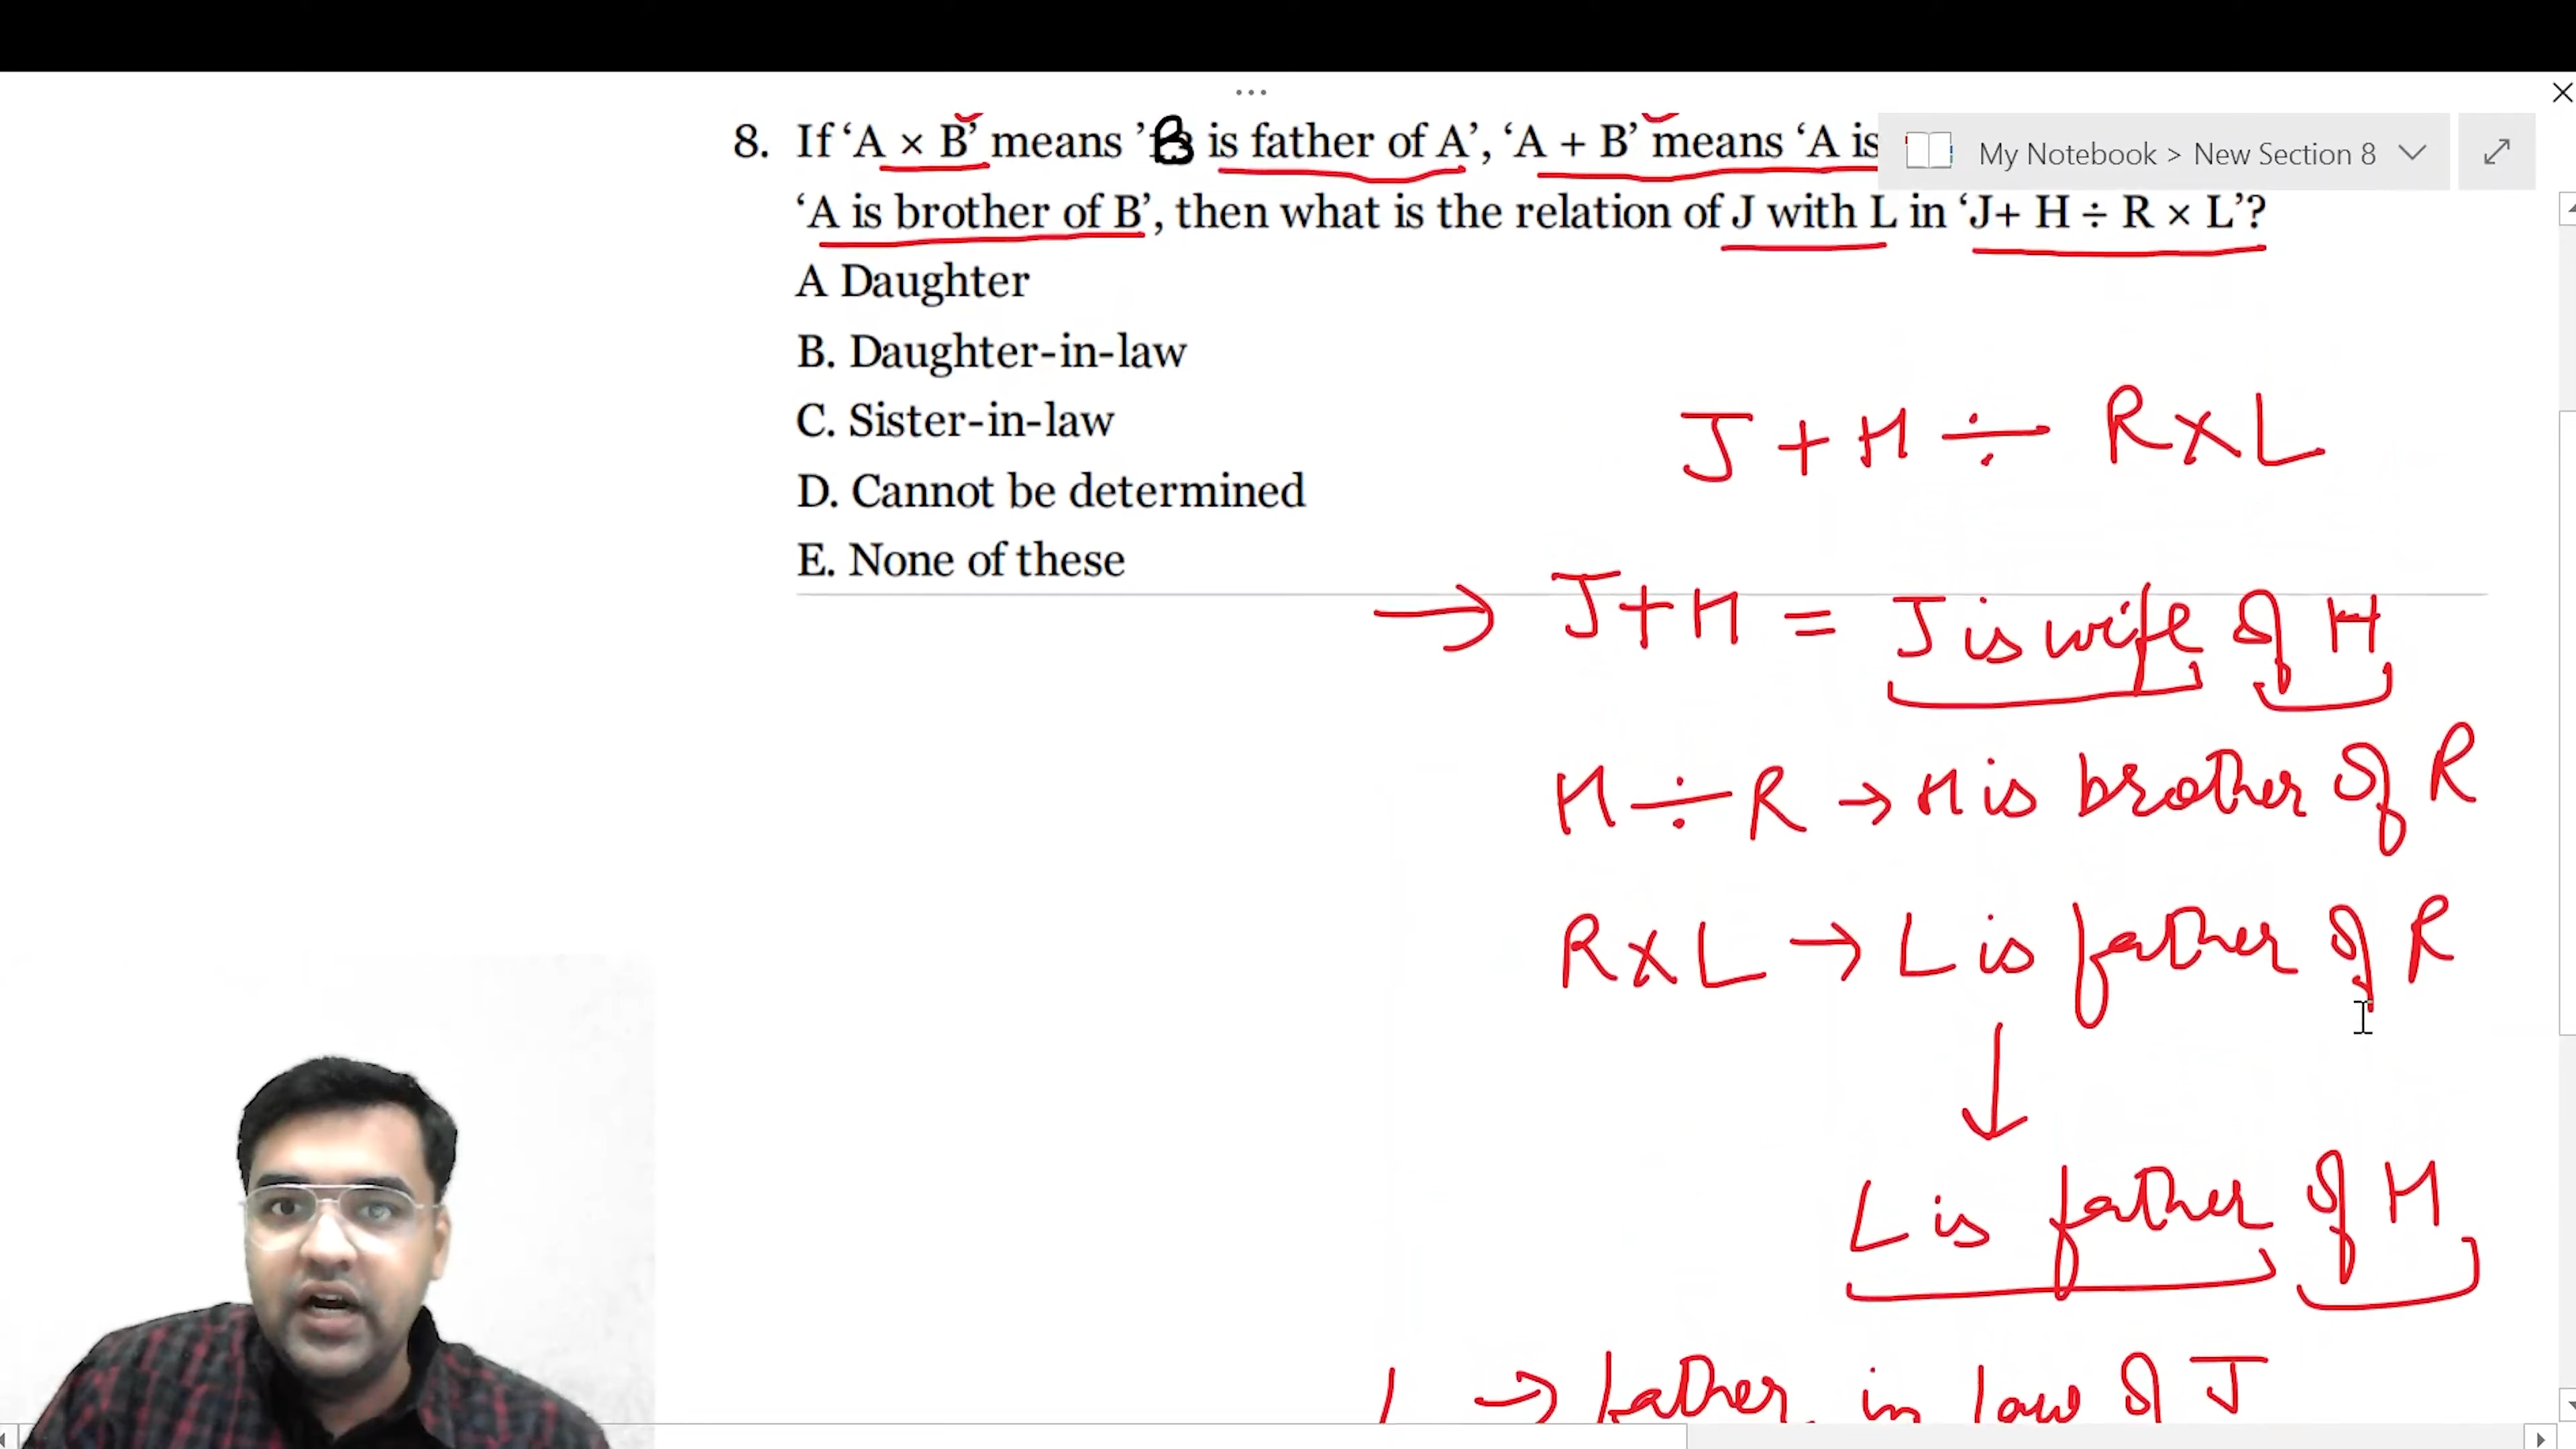 8. If ‘A × B’ means ’B is father of A’, ‘A + B’ means ‘A is
My Notebook > New Section 8
‘A is brother of B’, then what is the relation of J with L in ‘J+ H ÷ R × L’?
A Daughter
B. Daughter-in-law
C. Sister-in-law
D. Cannot be determined
E. None of these
J + H ÷ R × L
→ J + H = J is wife of H
H ÷ R → H is brother of R
R × L → L is father of R
↓
L is father of H
→ father in law of J